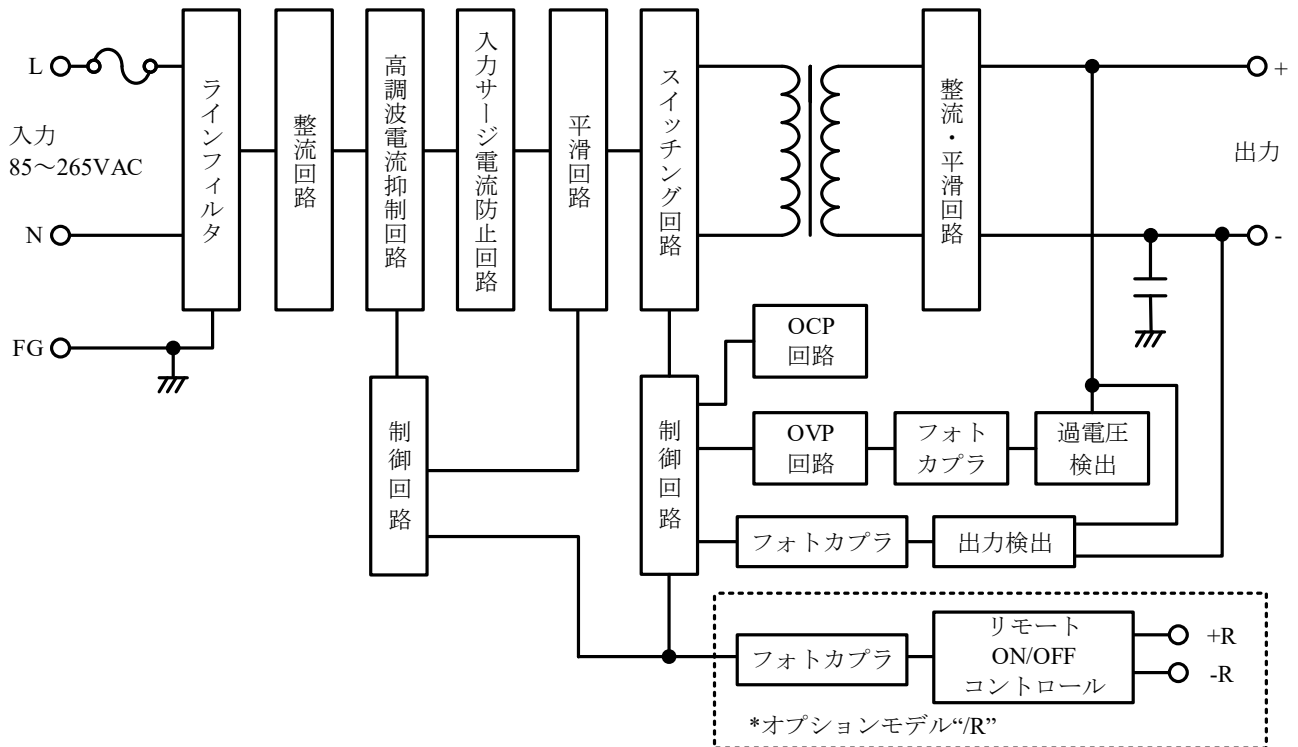 L
入力
85～265VAC
N
FG
ラインフィルタ
整流回路
高調波電流抑制回路
入力サージ電流防止回路
平滑回路
スイッチング回路
整流・平滑回路
+
出力
-
制御回路
制御回路
OCP
回路
OVP
回路
フォト
カプラ
過電圧
検出
フォトカプラ
出力検出
フォトカプラ
リモート
ON/OFF
コントロール
+R
-R
*オプションモデル“/R”